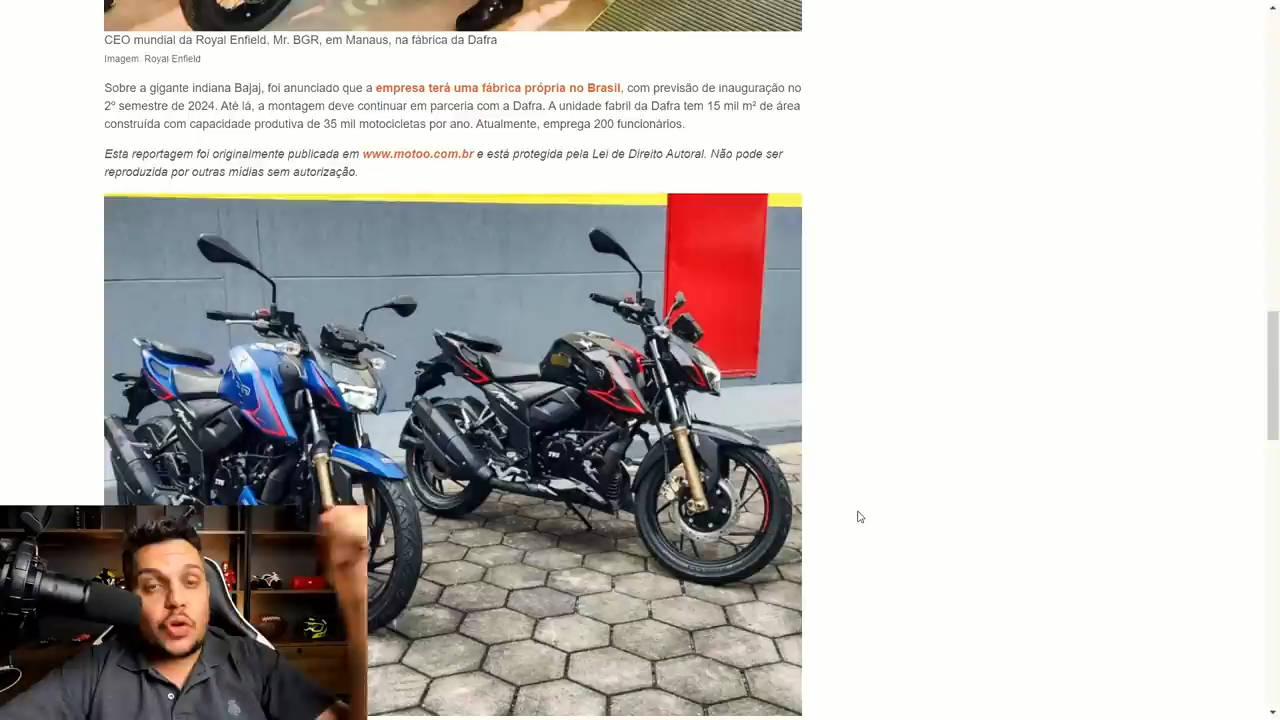 CEO mundial da Royal Enfield, Mr. BGR, em Manaus, na fábrica da Dafra
Imagem: Royal Enfield
Sobre a gigante indiana Bajaj, foi anunciado que a empresa terá uma fábrica própria no Brasil, com previsão de inauguração no
2º semestre de 2024. Até lá, a montagem deve continuar em parceria com a Dafra. A unidade fabril da Dafra tem 15 mil m² de área
construída com capacidade produtiva de 35 mil motocicletas por ano. Atualmente, emprega 200 funcionários.
Esta reportagem foi originalmente publicada em www.motoo.com.br e está protegida pela Lei de Direito Autoral. Não pode ser
reproduzida por outras mídias sem autorização.